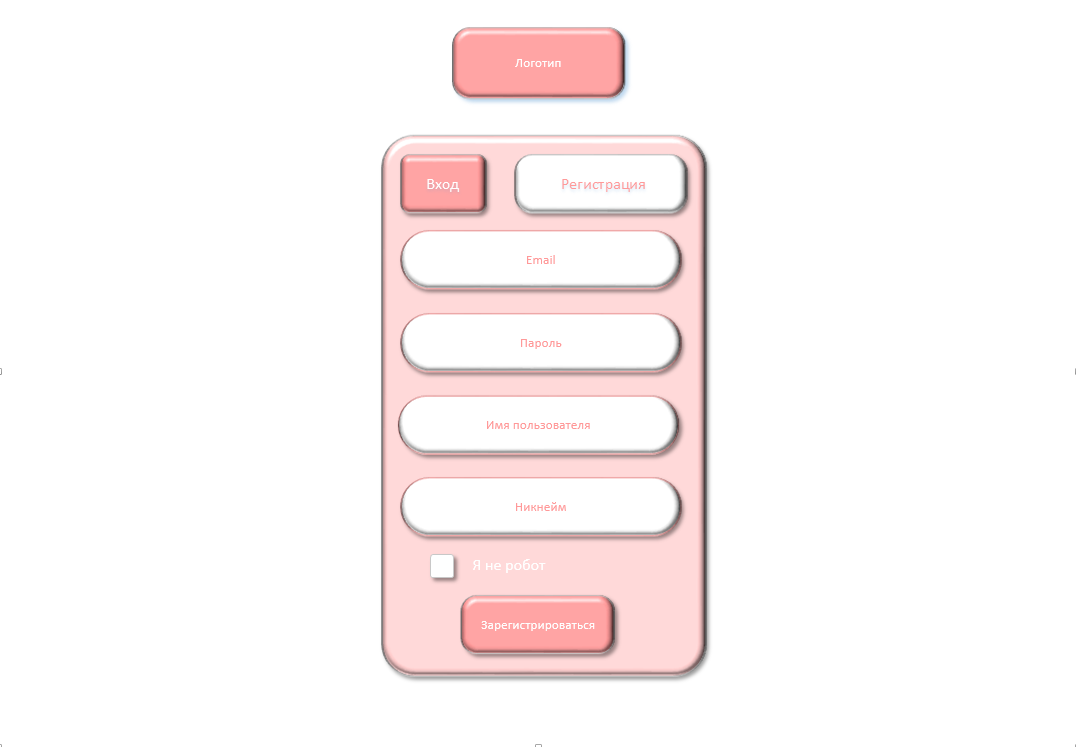 Логотип
Вход
Регистрация
Email
Пароль
Имя пользователя
Никнейм
Я не робот
Зарегистрироваться